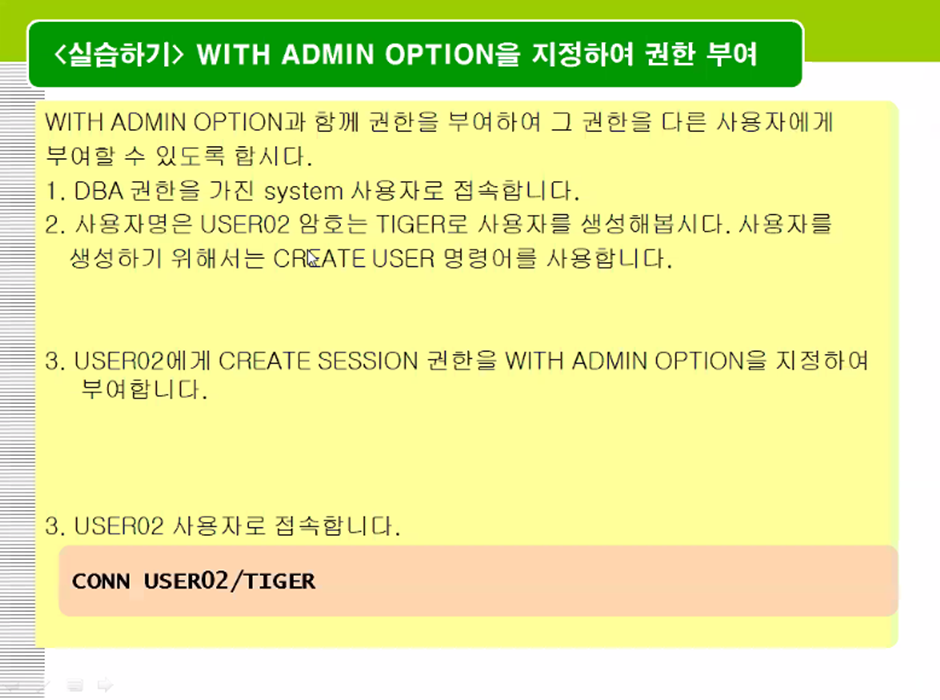 <실습하기> WITH ADMIN OPTION을 지정하여 권한 부여
WITH ADMIN OPTION과 함께 권한을 부여하여 그 권한을 다른 사용자에게
부여할 수 있도록 합시다.
1. DBA 권한을 가진 system 사용자로 접속합니다.
2. 사용자명은 USER02 암호는 TIGER로 사용자를 생성해봅시다. 사용자를
생성하기 위해서는 CREATE USER 명령어를 사용합니다.
3. USER02에게 CREATE SESSION 권한을 WITH ADMIN OPTION을 지정하여
부여합니다.
3. USER02 사용자로 접속합니다.
CONN USER02/TIGER